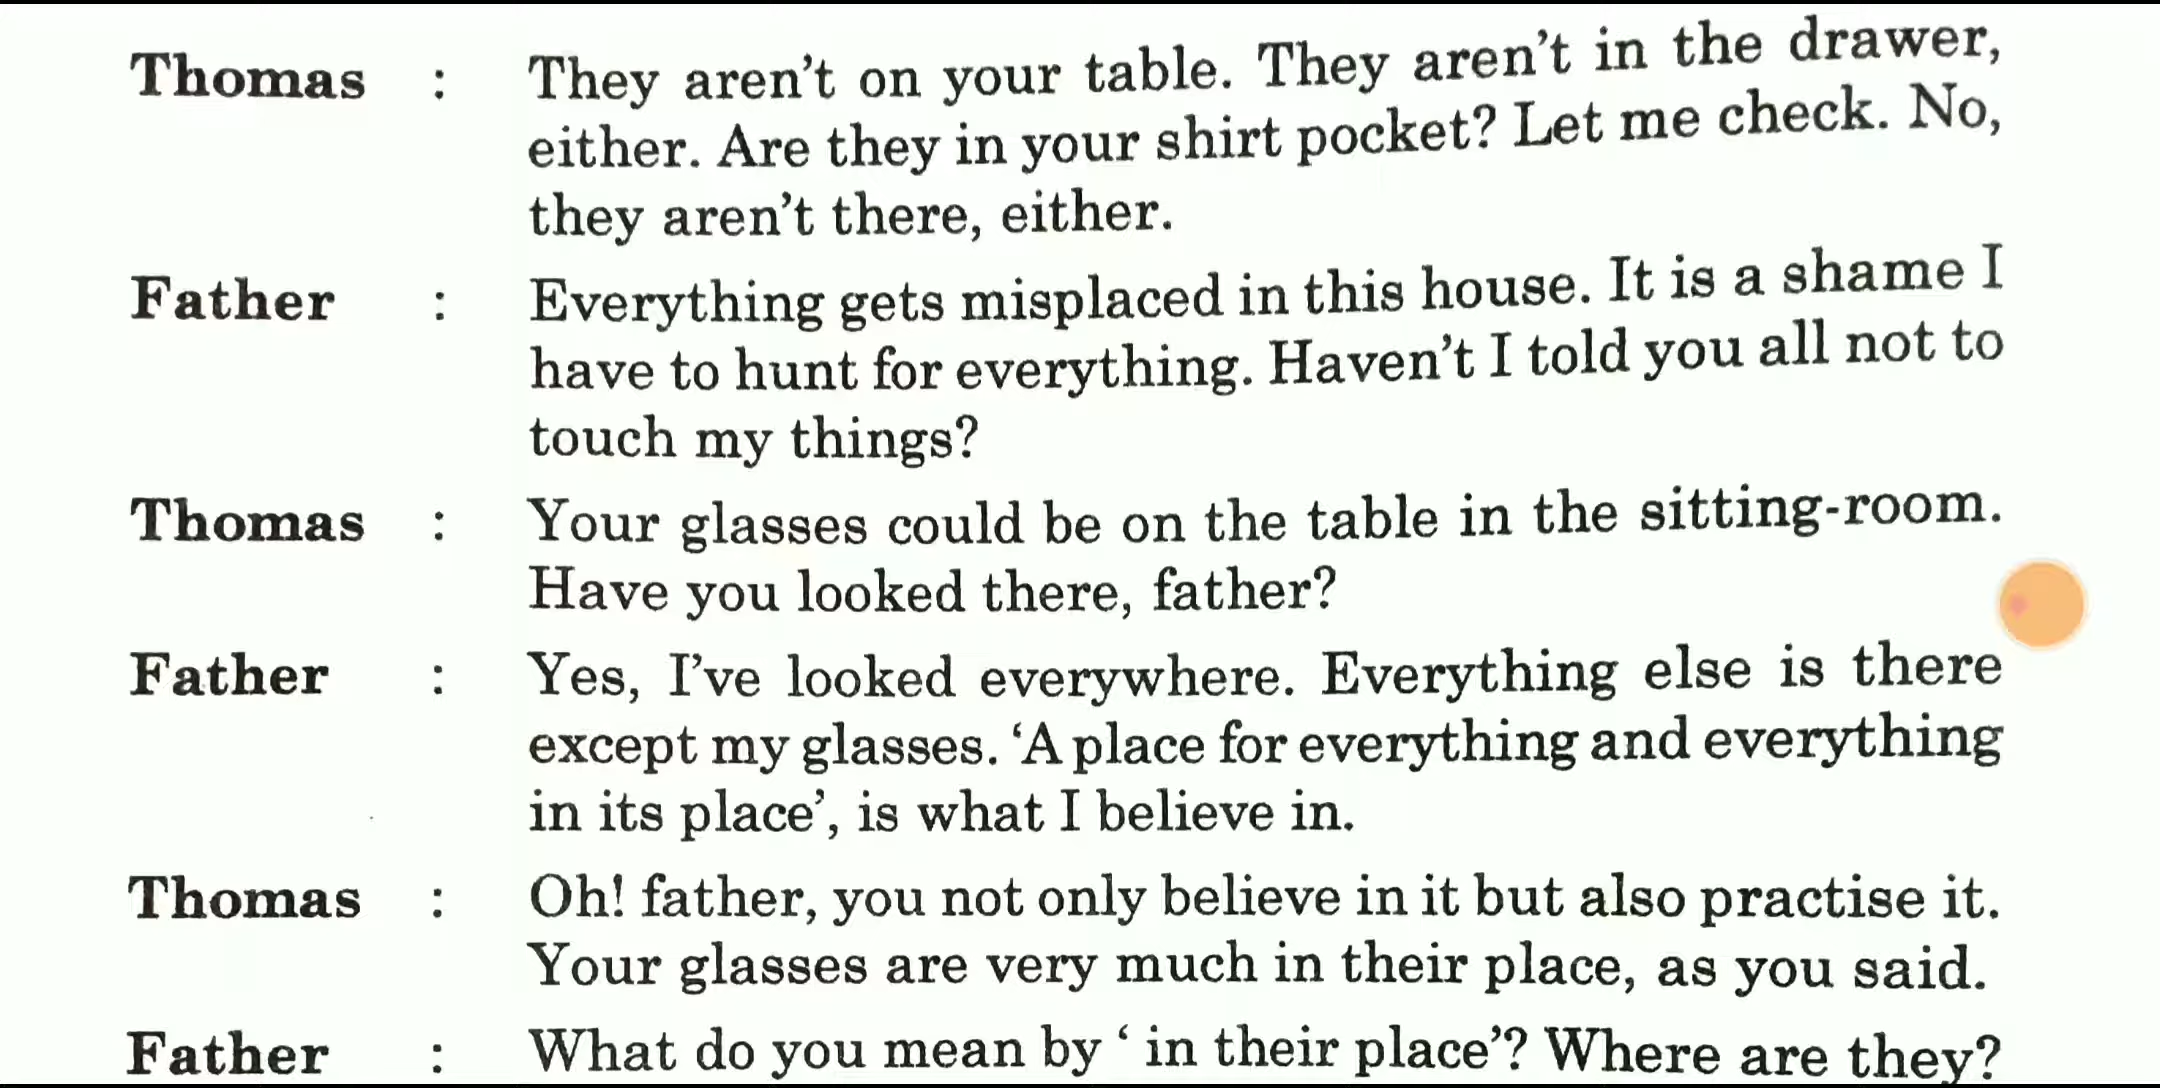 Thomas : They aren't on your table. They aren't in the drawer,
either. Are they in your shirt pocket? Let me check. No,
they aren't there, either.
Father : Everything gets misplaced in this house. It is a shame I
have to hunt for everything. Haven't I told you all not to
touch my things?
Thomas : Your glasses could be on the table in the sitting-room.
Have you looked there, father?
Father : Yes, I've looked everywhere. Everything else is there
except my glasses. ‘A place for everything and everything
in its place’, is what I believe in.
Thomas : Oh! father, you not only believe in it but also practise it.
Your glasses are very much in their place, as you said.
Father : What do you mean by ‘ in their place’? Where are they?